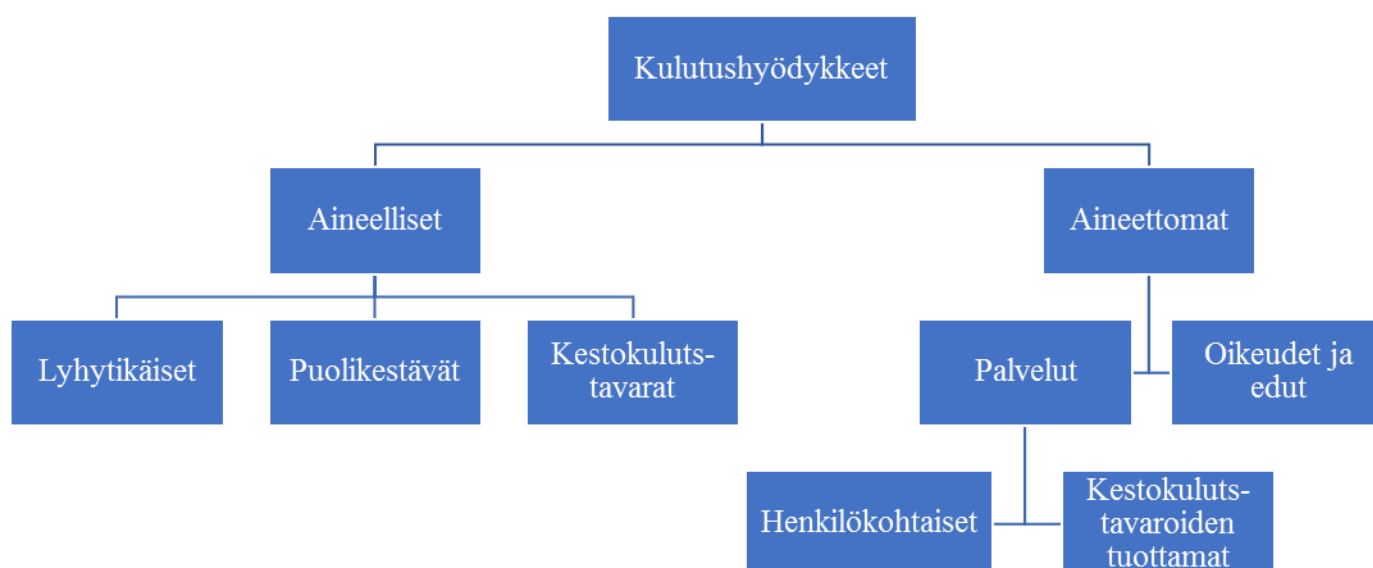 Kulutushyödykkeet
Aineelliset
Aineettomat
Lyhytikäiset
Puolikestävät
Kestokuluts-
tavarat
Palvelut
Oikeudet ja
edut
Henkilökohtaiset
Kestokuluts-
tavaroiden
tuottamat